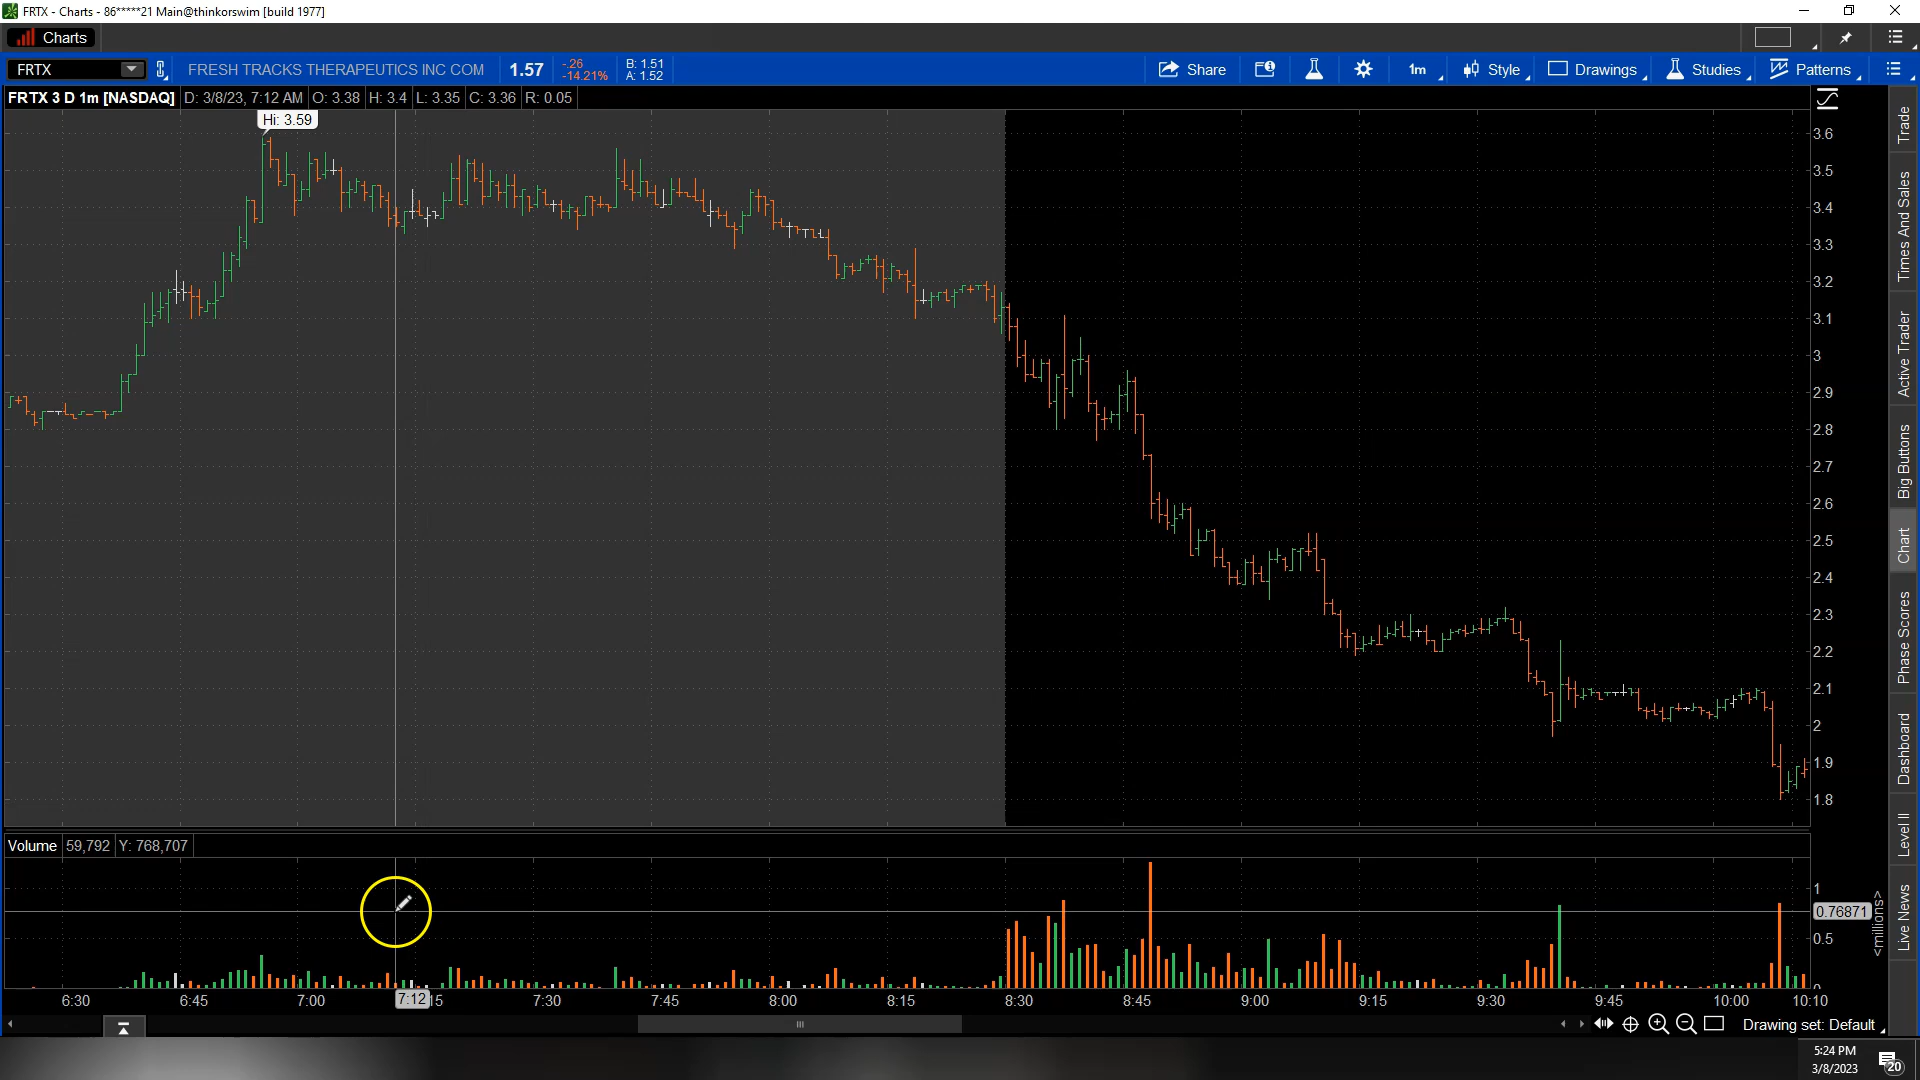 FRTX - Charts - 86*****21 Main@thinkorswim [build 1977]
Charts
FRTX FRESH TRACKS THERAPEUTICS INC COM 1.57 -.26 -14.21% B: 1.51 A: 1.52 Share 1m Style Drawings Studies Patterns
FRTX 3 D 1m [NASDAQ] D: 3/8/23, 7:12 AM O: 3.38 H: 3.4 L: 3.35 C: 3.36 R: 0.05
Hi: 3.59
3.6
3.5
3.4
3.3
3.2
3.1
3
2.9
2.8
2.7
2.6
2.5
2.4
2.3
2.2
2.1
2
1.9
1.8
Trade
Times And Sales
Active Trader
Big Buttons
Chart
Phase Scores
Dashboard
Level II
Live News
Volume 59,792 Y: 768,707
1
0.76871
0.5
0
<millions>
6:30 6:45 7:00 7:12 15 7:30 7:45 8:00 8:15 8:30 8:45 9:00 9:15 9:30 9:45 10:00 10:10
Drawing set: Default
5:24 PM
3/8/2023
20